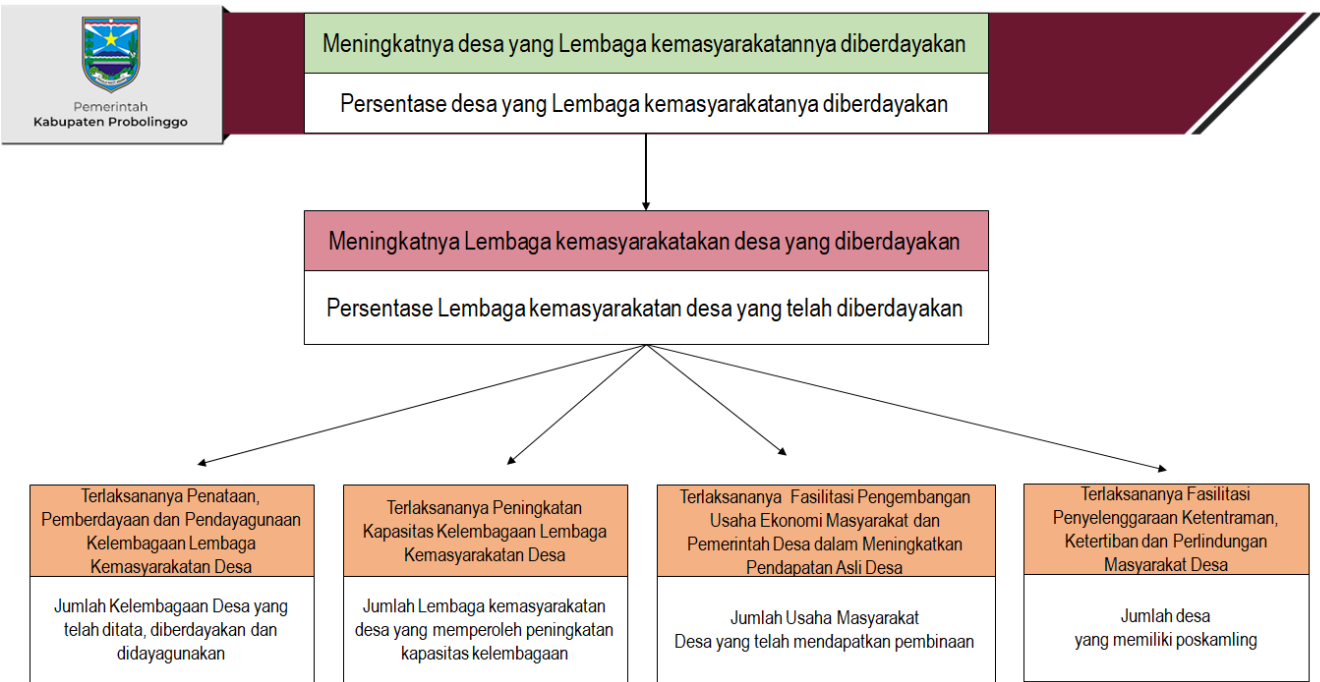 Pemerintah
Kabupaten Probolinggo
Meningkatnya desa yang Lembaga kemasyarakatannya diberdayakan
Persentase desa yang Lembaga kemasyarakatanya diberdayakan
Meningkatnya Lembaga kemasyarakatakan desa yang diberdayakan
Persentase Lembaga kemasyarakatan desa yang telah diberdayakan
Terlaksananya Penataan,
Pemberdayaan dan Pendayagunaan
Kelembagaan Lembaga
Kemasyarakatan Desa
Jumlah Kelembagaan Desa yang
telah ditata, diberdayakan dan
didayagunakan
Terlaksananya Peningkatan
Kapasitas Kelembagaan Lembaga
Kemasyarakatan Desa
Jumlah Lembaga kemasyarakatan
desa yang memperoleh peningkatan
kapasitas kelembagaan
Terlaksananya Fasilitasi Pengembangan
Usaha Ekonomi Masyarakat dan
Pemerintah Desa dalam Meningkatkan
Pendapatan Asli Desa
Jumlah Usaha Masyarakat
Desa yang telah mendapatkan pembinaan
Terlaksananya Fasilitasi
Penyelenggaraan Ketentraman,
Ketertiban dan Perlindungan
Masyarakat Desa
Jumlah desa
yang memiliki poskamling